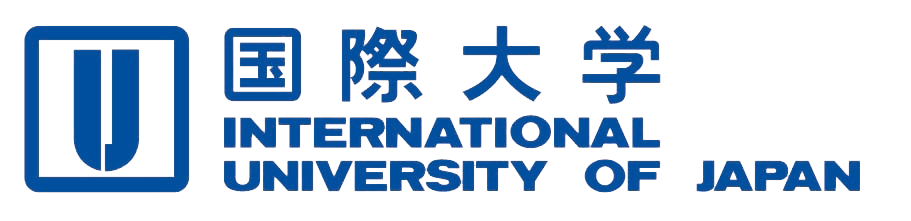 国際大学
INTERNATIONAL
UNIVERSITY OF JAPAN